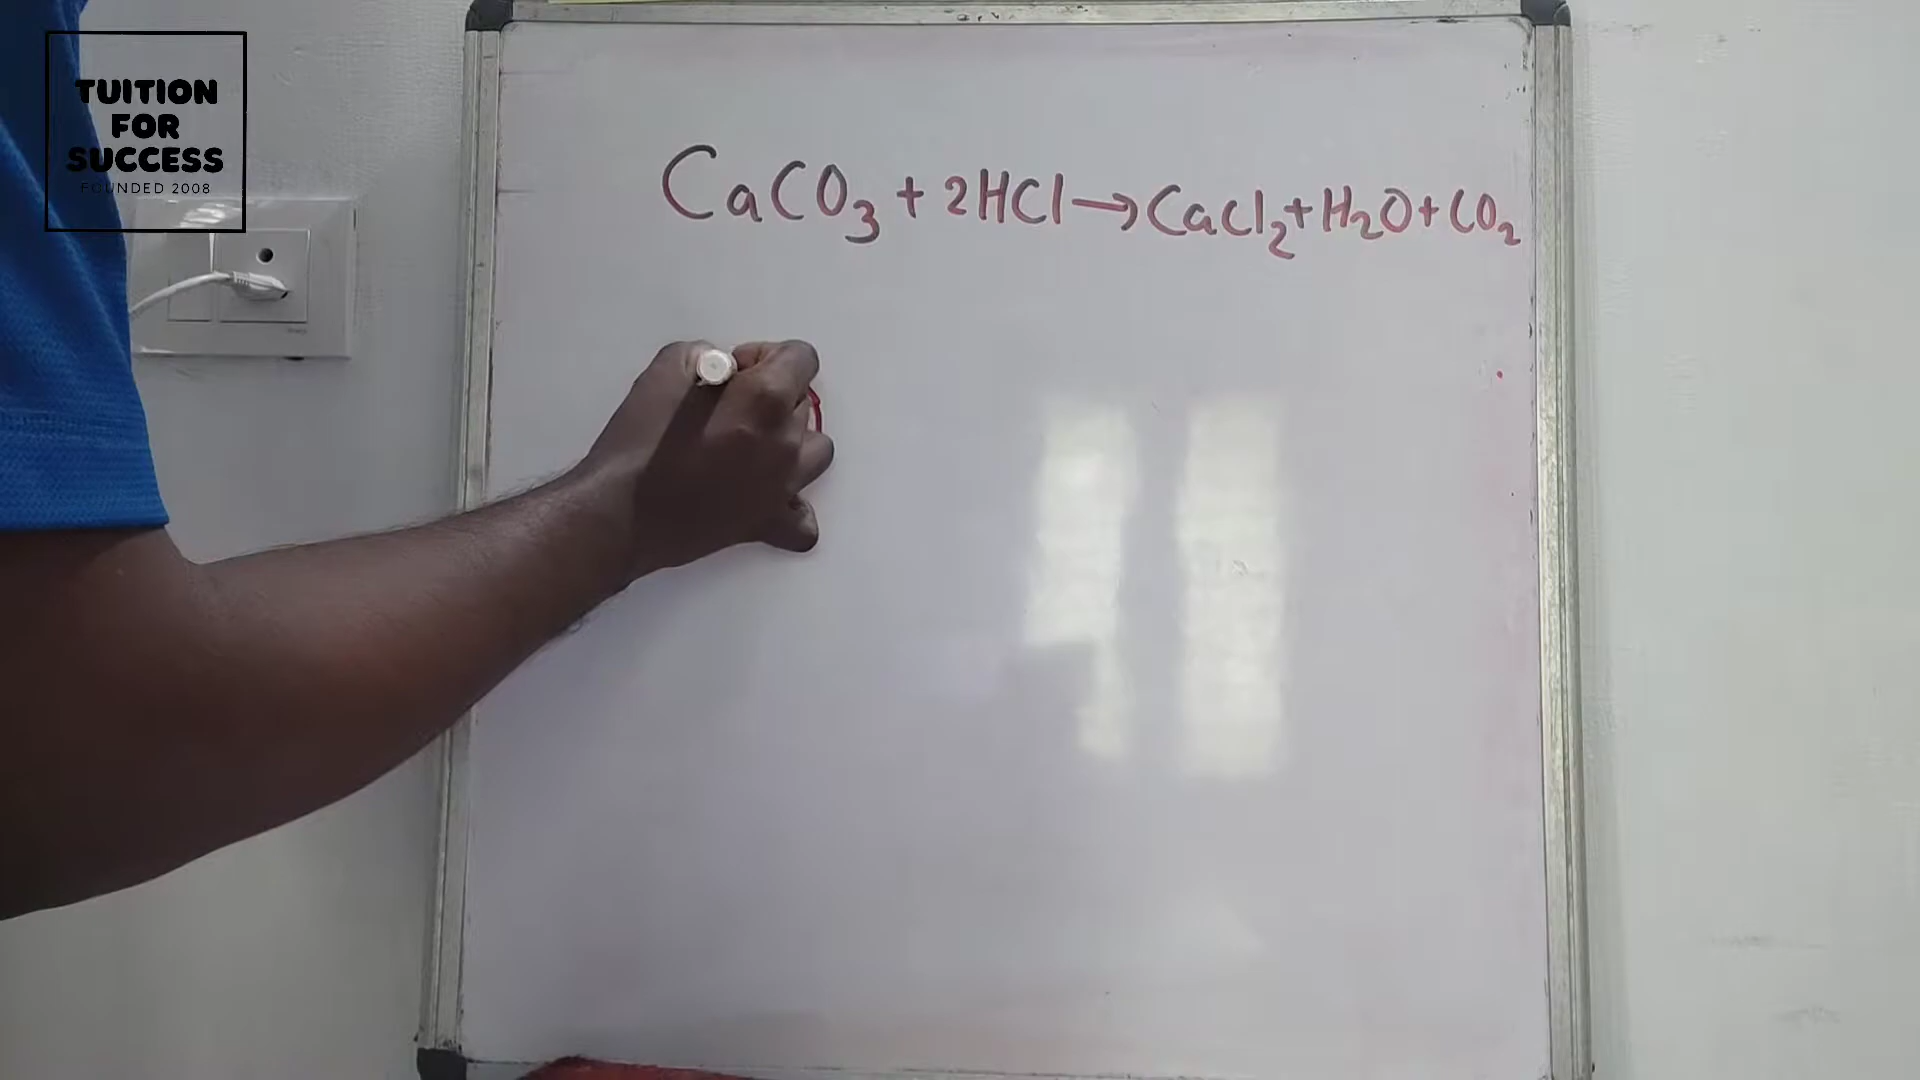 TUITION
FOR
SUCCESS
FOUNDED 2008
CaCO₃ + 2HCl → CaCl₂ + H₂O + CO₂